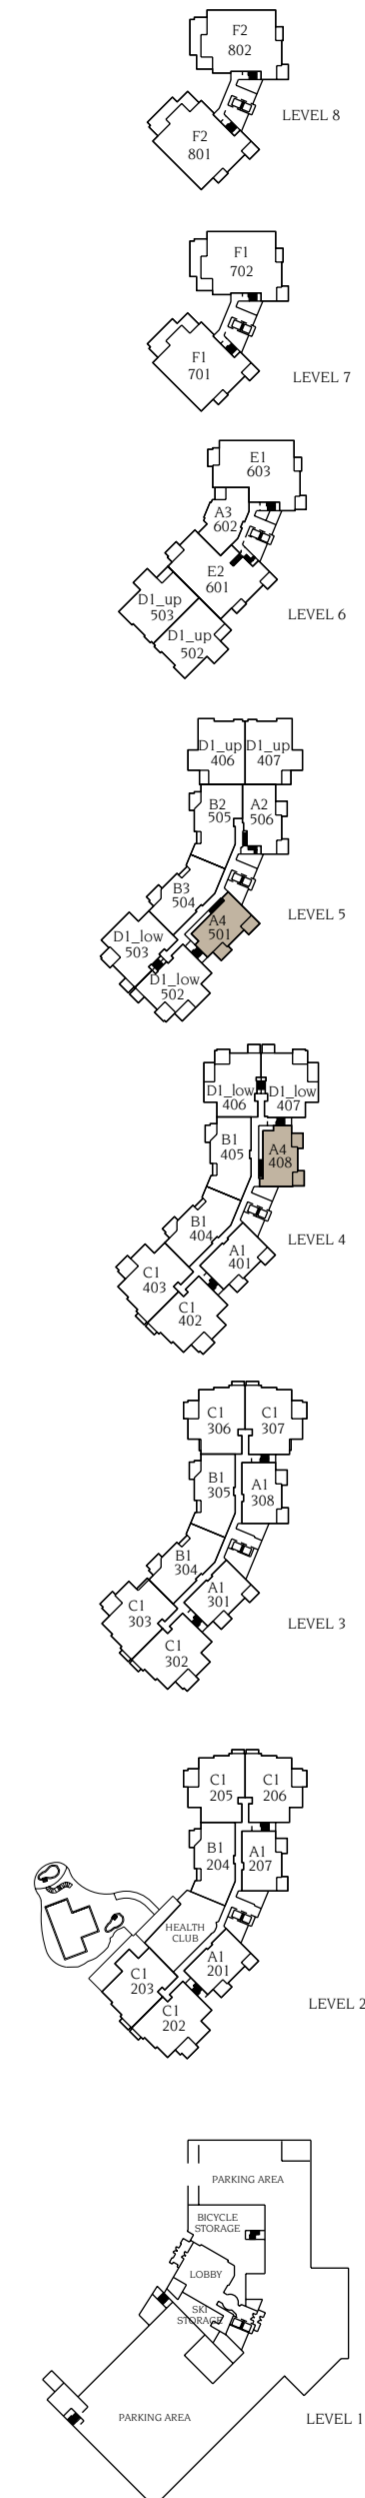 F2
802
LEVEL 8
F2
801
F1
702
F1
701
LEVEL 7
E1
603
A3
602
E2
601
D1_up
503
LEVEL 6
D1_up
502
D1_up
406
D1_up
407
B2
505
A2
506
B3
504
LEVEL 5
A4
501
D1_low
503
D1_low
502
D1_low
406
D1_low
407
B1
405
A4
408
B1
404
LEVEL 4
A1
401
C1
403
C1
402
C1
306
C1
307
B1
305
A1
308
B1
304
A1
301
C1
303
LEVEL 3
C1
302
C1
205
C1
206
B1
204
A1
207
HEALTH
CLUB
A1
201
C1
203
LEVEL 2
C1
202
PARKING AREA
BICYCLE
STORAGE
LOBBY
SKI
STORAGE
PARKING AREA
LEVEL 1